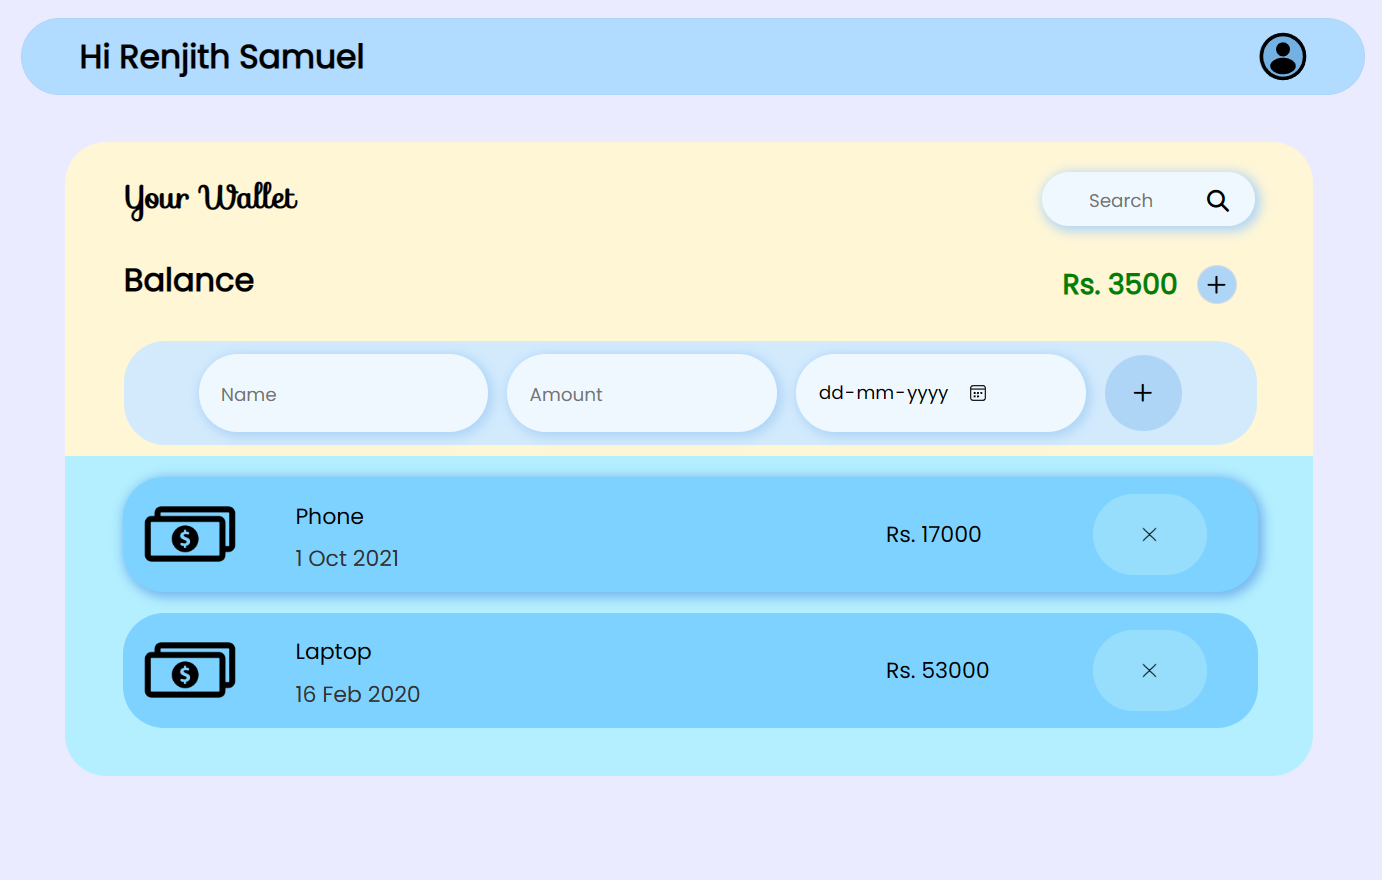 Hi Renjith Samuel
Your Wallet
Search
Balance
Rs. 3500
Name
Amount
dd-mm-yyyy
Phone
1 Oct 2021
Rs. 17000
Laptop
16 Feb 2020
Rs. 53000